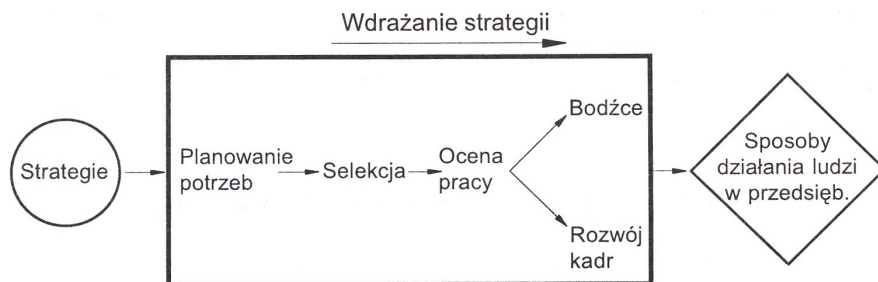 Wdrażanie strategii
Strategie
Planowanie
potrzeb
Selekcja
Ocena
pracy
Bodźce
Rozwój
kadr
Sposoby
działania ludzi
w przedsięb.